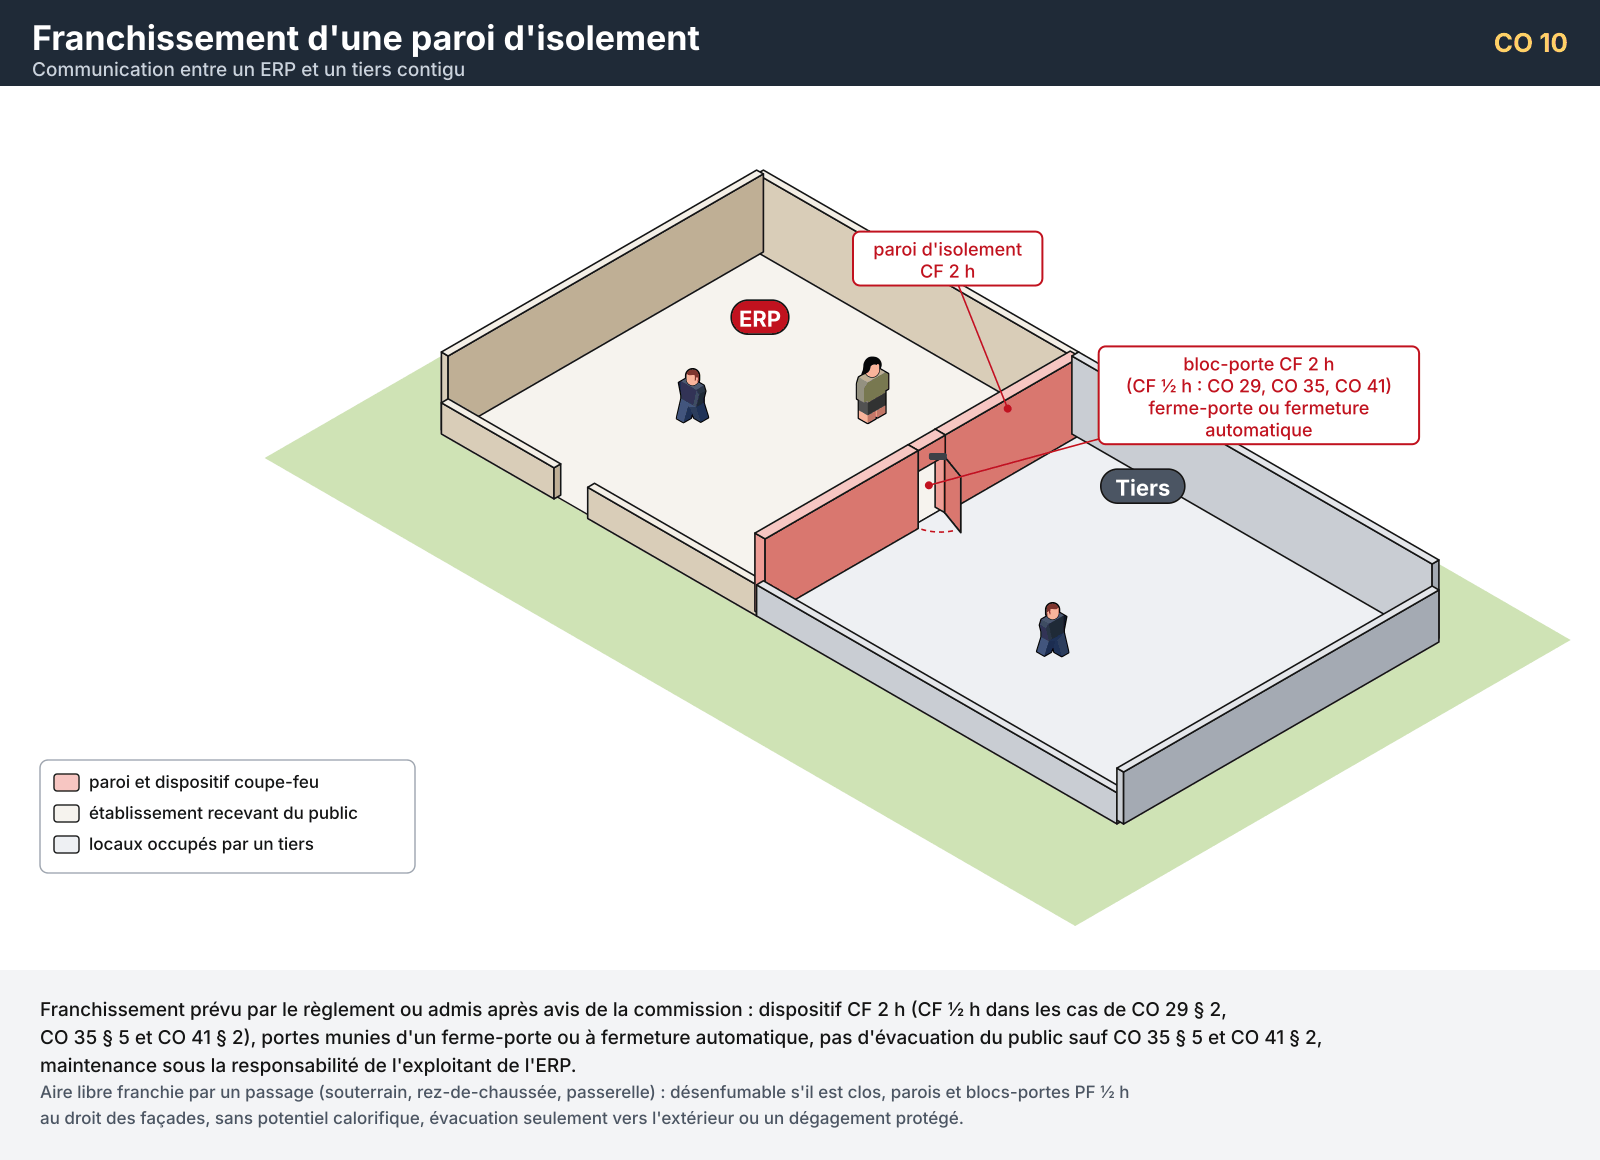 Franchissement d'une paroi d'isolement
Communication entre un ERP et un tiers contigu
CO 10
paroi d'isolement
CF 2 h
ERP
bloc-porte CF 2 h
(CF ½ h : CO 29, CO 35, CO 41)
ferme-porte ou fermeture
automatique
Tiers
paroi et dispositif coupe-feu
établissement recevant du public
locaux occupés par un tiers
Franchissement prévu par le règlement ou admis après avis de la commission : dispositif CF 2 h (CF ½ h dans les cas de CO 29 § 2,
CO 35 § 5 et CO 41 § 2), portes munies d'un ferme-porte ou à fermeture automatique, pas d'évacuation du public sauf CO 35 § 5 et CO 41 § 2,
maintenance sous la responsabilité de l'exploitant de l'ERP.
Aire libre franchie par un passage (souterrain, rez-de-chaussée, passerelle) : désenfumable s'il est clos, parois et blocs-portes PF ½ h
au droit des façades, sans potentiel calorifique, évacuation seulement vers l'extérieur ou un dégagement protégé.